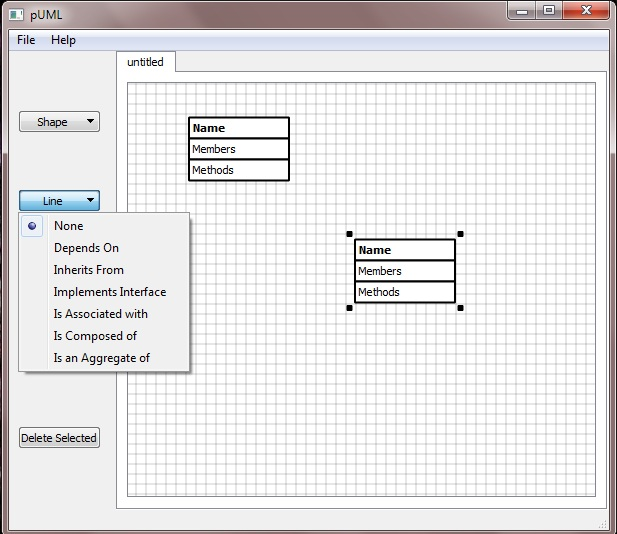 pUML
File Help
untitled
Shape
Name
Members
Methods
Line
None
Depends On
Inherits From
Implements Interface
Is Associated with
Is Composed of
Is an Aggregate of
Name
Members
Methods
Delete Selected